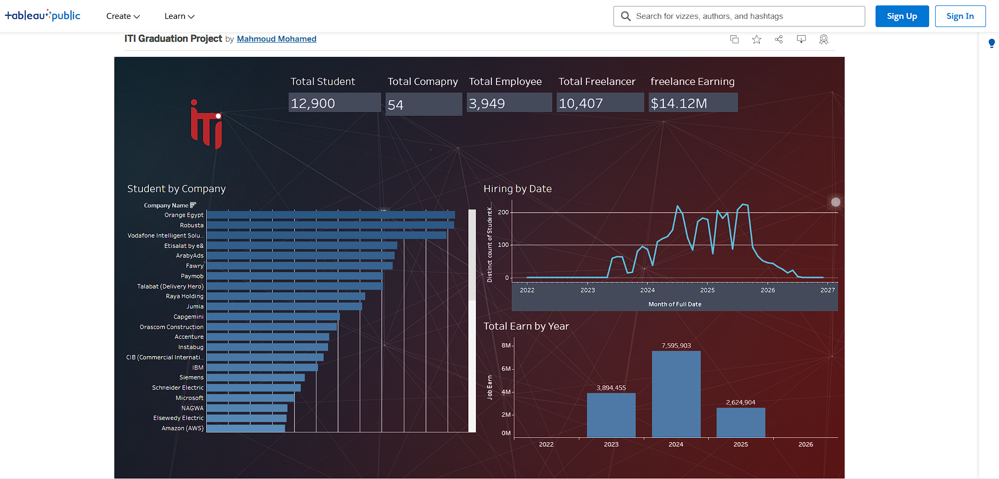 tableau public
Create
Learn
Search for vizzes, authors, and hashtags
Sign Up
Sign In
ITI Graduation Project by Mahmoud Mohamed
Total Student
Total Comapny
Total Employee
Total Freelancer
freelance Earning
12,900
54
3,949
10,407
$14.12M
iTi
Student by Company
Company Name
Orange Egypt
Robusta
Vodafone Intelligent Solu..
Etisalat by e&
ArabyAds
Fawry
Paymob
Talabat (Delivery Hero)
Raya Holding
Jumia
Capgemini
Orascom Construction
Accenture
Instabug
CIB (Commercial Internati..
IBM
Siemens
Schneider Electric
Microsoft
NAGWA
Elsewedy Electric
Amazon (AWS)
Hiring by Date
Distinct count of StudentK...
200
100
0
2022
2023
2024
2025
2026
2027
Month of Full Date
Total Earn by Year
Job Earn
8M
6M
4M
2M
0M
3,894,455
7,595,903
2,624,904
2022
2023
2024
2025
2026